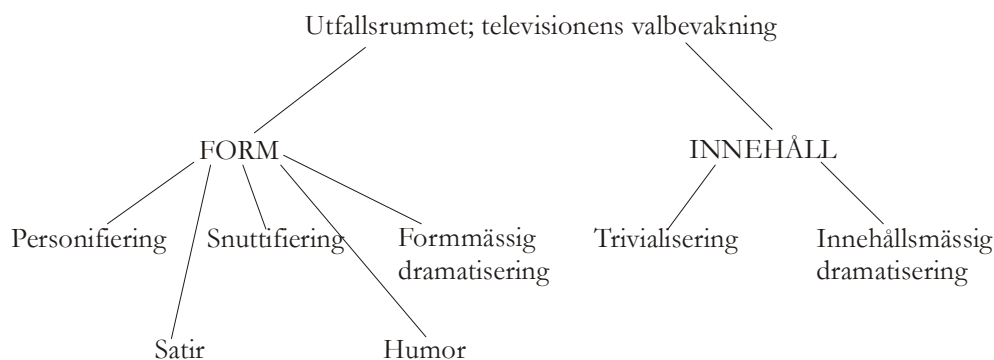 Utfallsrummet; televisionens valbevakning
FORM
INNEHÅLL
Personifiering
Snuttifiering
Formmässig
dramatisering
Trivialisering
Innehållsmässig
dramatisering
Satir
Humor